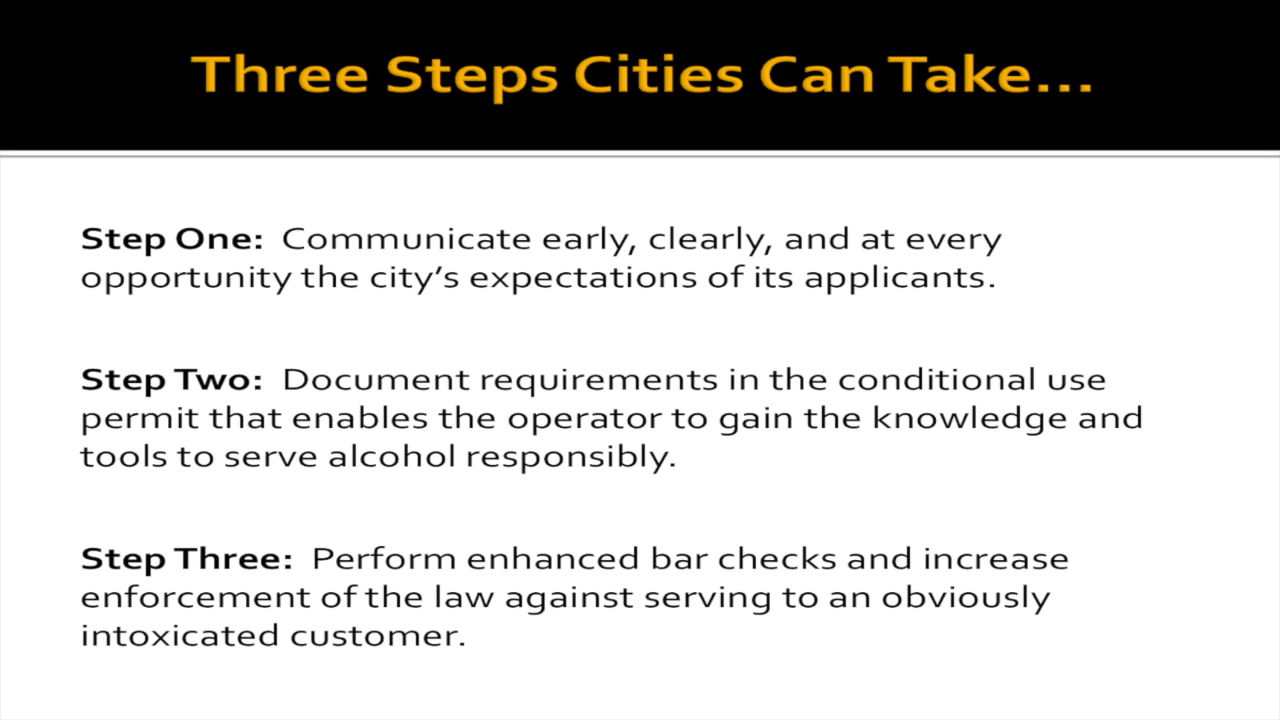 Three Steps Cities Can Take...
Step One: Communicate early, clearly, and at every
opportunity the city’s expectations of its applicants.
Step Two: Document requirements in the conditional use
permit that enables the operator to gain the knowledge and
tools to serve alcohol responsibly.
Step Three: Perform enhanced bar checks and increase
enforcement of the law against serving to an obviously
intoxicated customer.